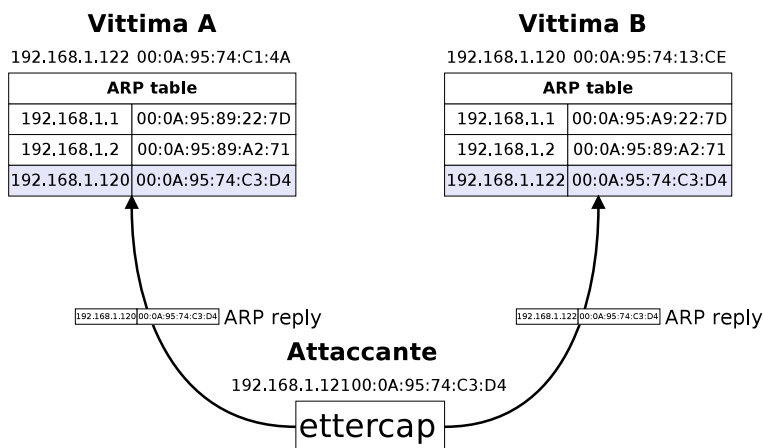 Vittima A
192.168.1.122 00:0A:95:74:C1:4A
ARP table
192.168.1.1 00:0A:95:89:22:7D
192.168.1.2 00:0A:95:89:A2:71
192.168.1.120 00:0A:95:74:C3:D4
Vittima B
192.168.1.120 00:0A:95:74:13:CE
ARP table
192.168.1.1 00:0A:95:A9:22:7D
192.168.1.2 00:0A:95:89:A2:71
192.168.1.122 00:0A:95:74:C3:D4
192.168.1.120 00:0A:95:74:C3:D4 ARP reply
192.168.1.122 00:0A:95:74:C3:D4 ARP reply
Attaccante
192.168.1.12100:0A:95:74:C3:D4
ettercap